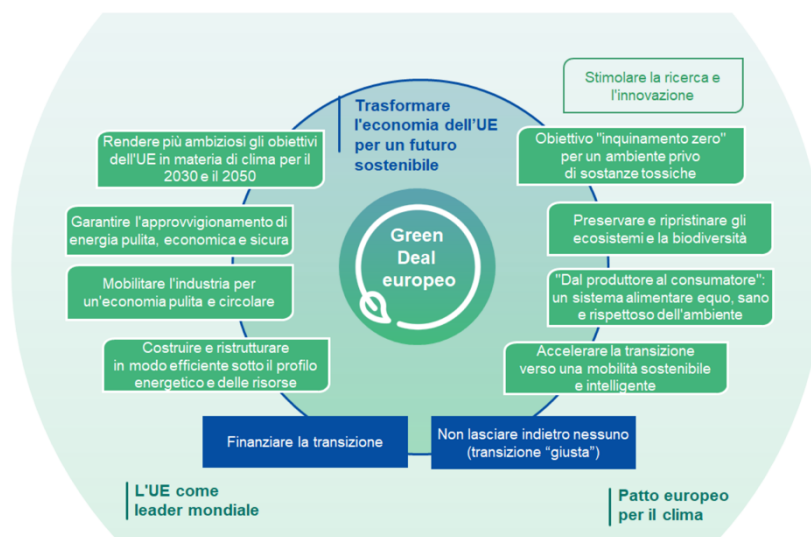 Stimolare la ricerca e
l'innovazione
Trasformare
l'economia dell'UE
per un futuro
sostenibile
Rendere più ambiziosi gli obiettivi
dell'UE in materia di clima per il
2030 e il 2050
Obiettivo "inquinamento zero"
per un ambiente privo
di sostanze tossiche
Garantire l'approvvigionamento di
energia pulita, economica e sicura
Preservare e ripristinare gli
ecosistemi e la biodiversità
Green
Deal
europeo
Mobilitare l'industria per
un'economia pulita e circolare
"Dal produttore al consumatore":
un sistema alimentare equo, sano
e rispettoso dell'ambiente
Costruire e ristrutturare
in modo efficiente sotto il profilo
energetico e delle risorse
Accelerare la transizione
verso una mobilità sostenibile
e intelligente
Finanziare la transizione
Non lasciare indietro nessuno
(transizione “giusta”)
L'UE come
leader mondiale
Patto europeo
per il clima